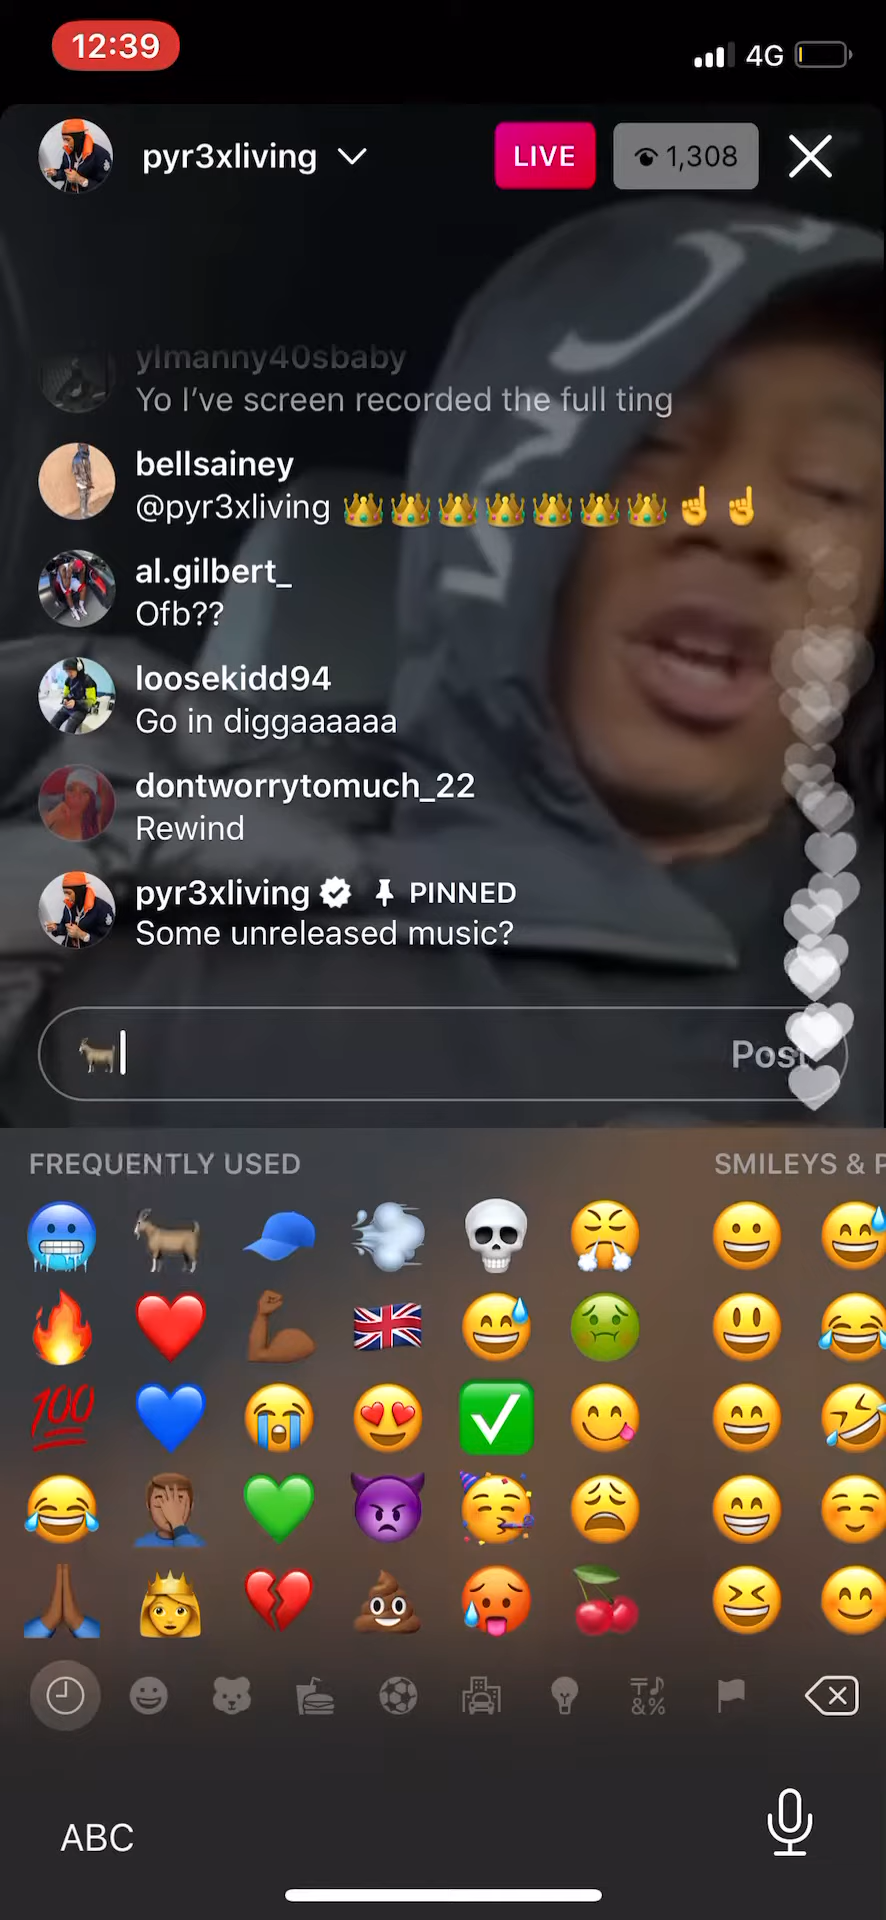 12:39
4G
pyr3xliving
LIVE
1,308
ylmanny40sbaby
Yo I’ve screen recorded the full ting
bellsainey
@pyr3xliving 👑👑👑👑👑👑👑☝️☝️
al.gilbert_
Ofb??
loosekidd94
Go in diggaaaaaa
dontworrytomuch_22
Rewind
pyr3xliving PINNED
Some unreleased music?
🐐
Post
FREQUENTLY USED
SMILEYS & P
ABC